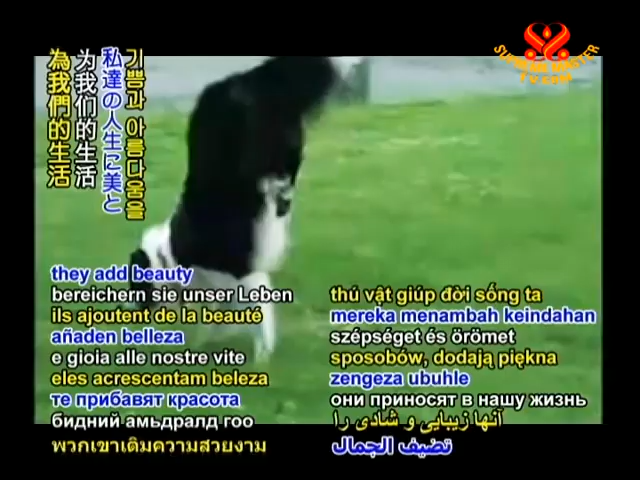 SUPREME MASTER
TV.COM
기쁨과 아름다움을
私達の人生に美と
为我们的生活
為我們的生活
they add beauty
bereichern sie unser Leben
ils ajoutent de la beauté
añaden belleza
e gioia alle nostre vite
eles acrescentam beleza
те прибавят красота
бидний амьдралд гоо
พวกเขาเติมความสวยงาม
thú vật giúp đời sống ta
mereka menambah keindahan
szépséget és örömet
sposobów, dodają piękna
zengeza ubuhle
они приносят в нашу жизнь
آنها زیبایی و شادی را
تضيف الجمال